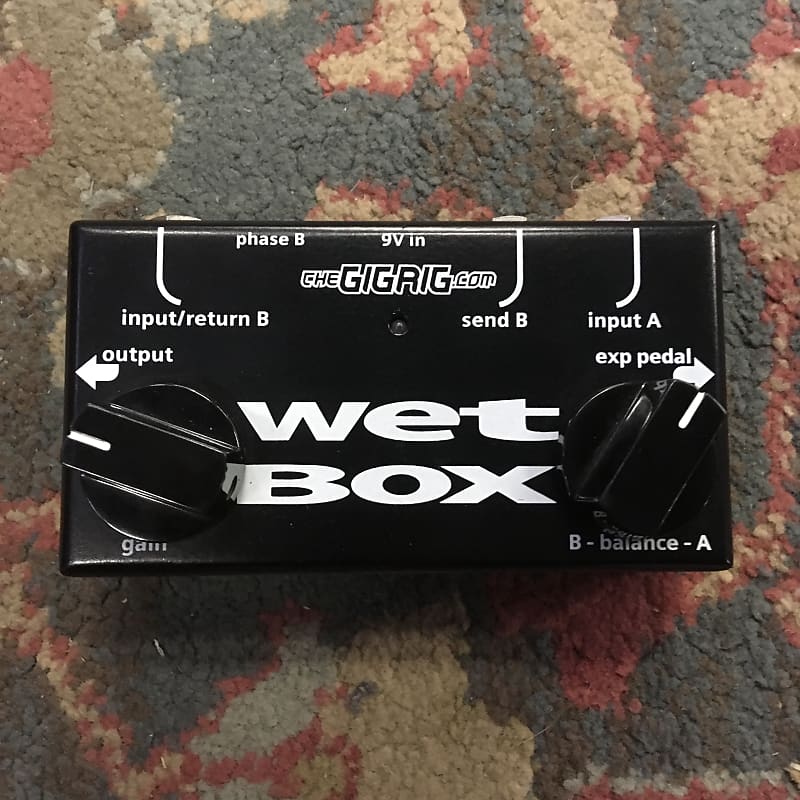 phase B 9V in
theGIGRIG.com
input/return B send B input A
output exp pedal
wet
BOX
gain B - balance - A